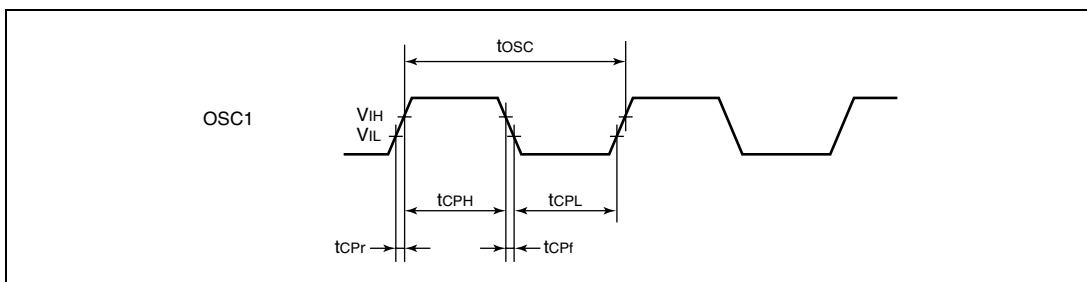 tOSC
OSC1
VIH
VIL
tCPH
tCPL
tCPr
tCPf